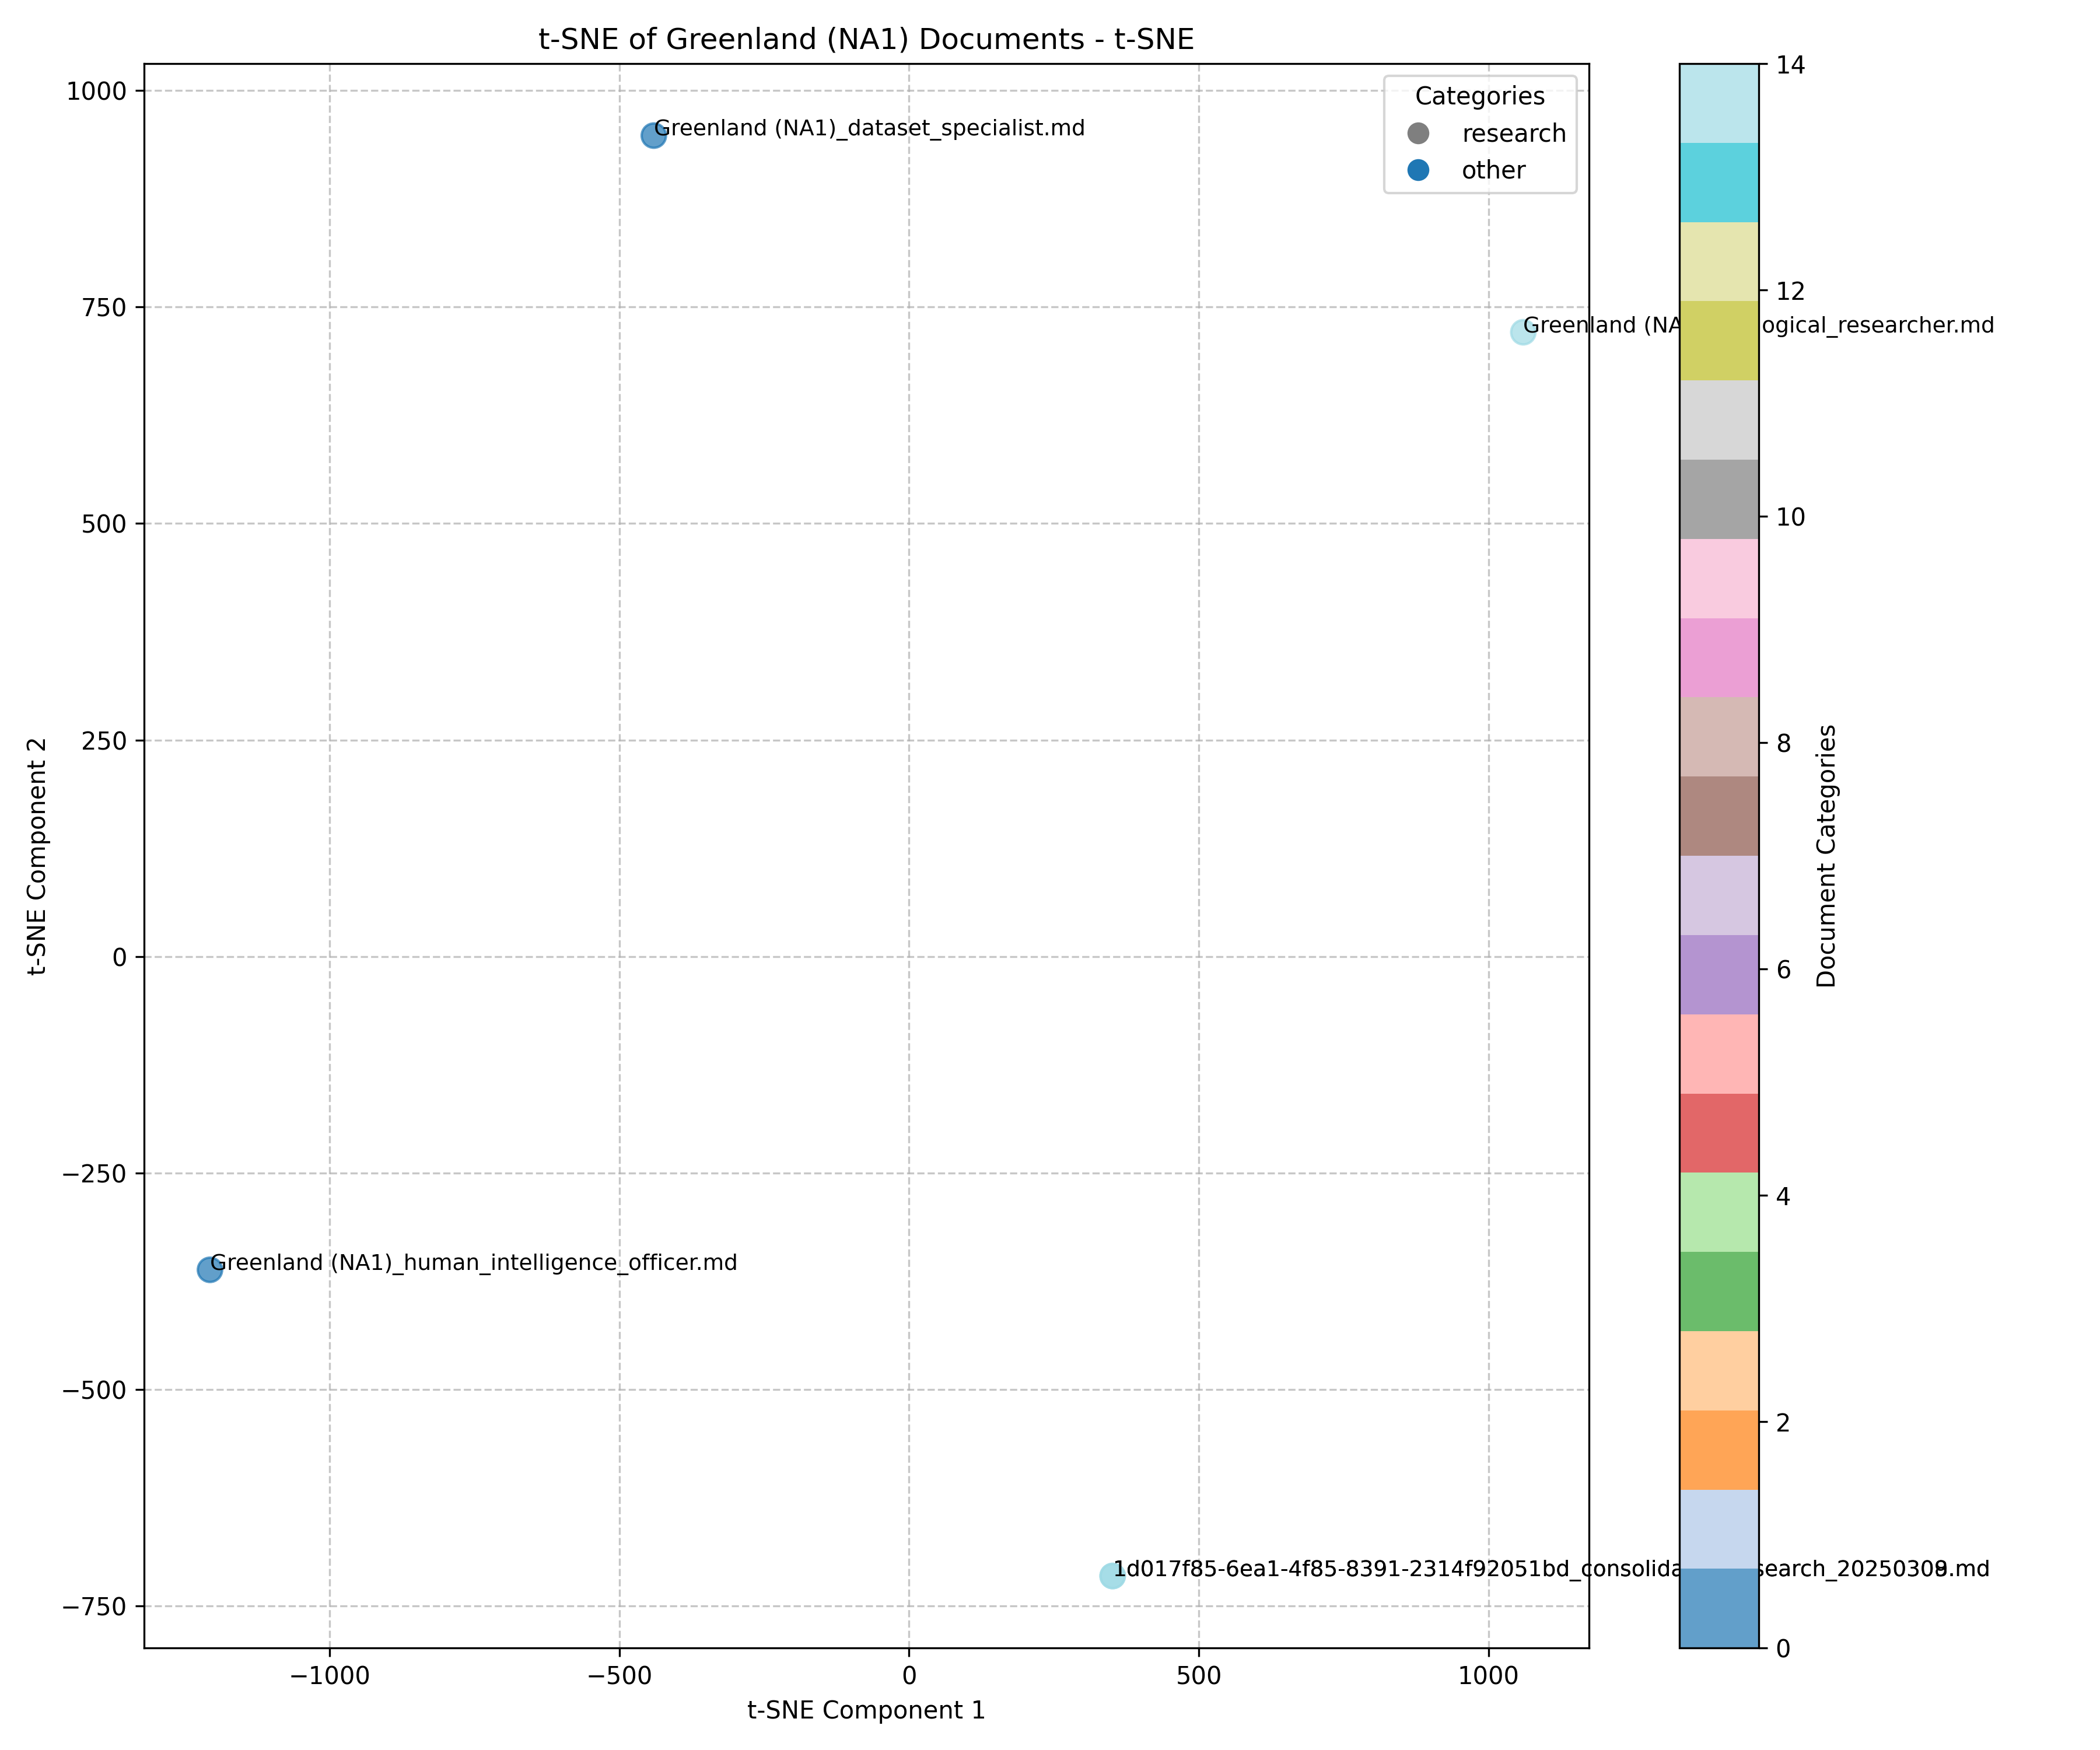 t-SNE of Greenland (NA1) Documents - t-SNE
1000
750
500
250
0
−250
−500
−750
t-SNE Component 2
Greenland (NA1)_dataset_specialist.md
Categories
research
other
Greenland (NA
ogical_researcher.md
Greenland (NA1)_human_intelligence_officer.md
1d017f85-6ea1-4f85-8391-2314f92051bd_consolida
search_2025030
.md
−1000
−500
0
500
1000
t-SNE Component 1
14
12
10
8
6
4
2
0
Document Categories